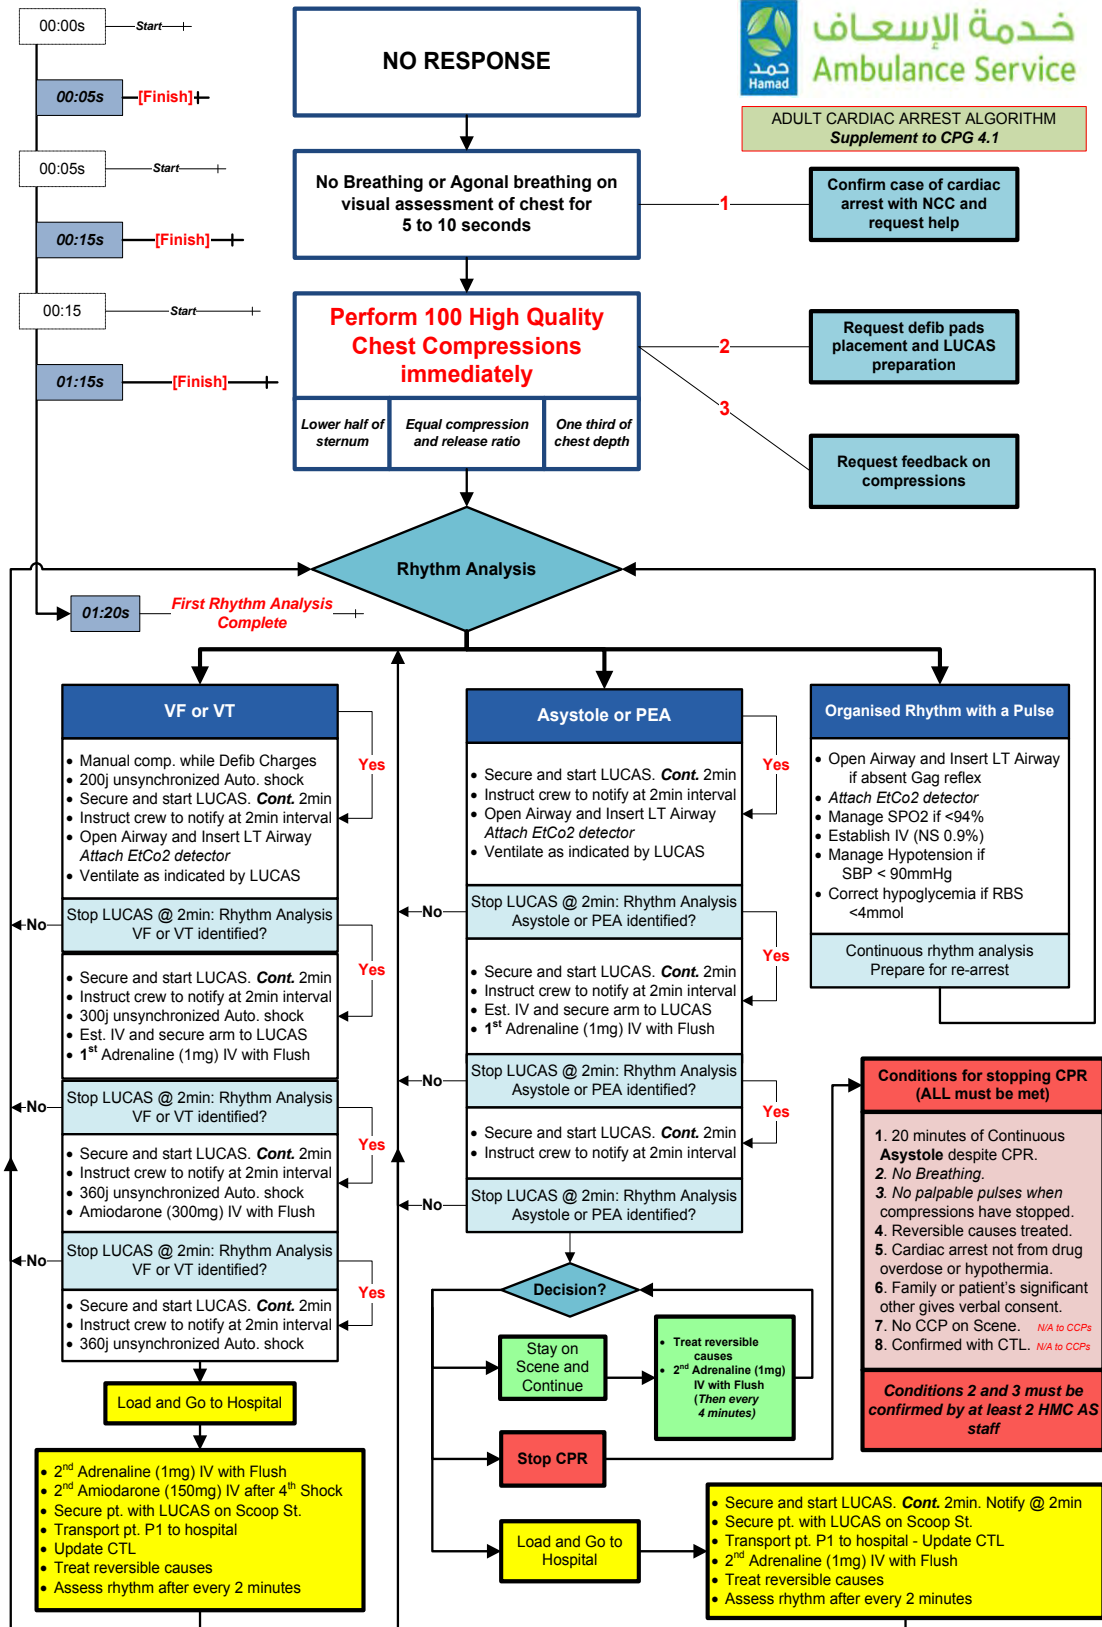 00:00s
Start
00:05s
[Finish]
00:05s
Start
00:15s
[Finish]
00:15
Start
01:15s
[Finish]
01:20s
First Rhythm Analysis
Complete
خدمة الإسعاف
Ambulance Service
حمد
Hamad
ADULT CARDIAC ARREST ALGORITHM
Supplement to CPG 4.1
NO RESPONSE
No Breathing or Agonal breathing on
visual assessment of chest for
5 to 10 seconds
1
Confirm case of cardiac
arrest with NCC and
request help
Perform 100 High Quality
Chest Compressions
immediately
Lower half of
sternum
Equal compression
and release ratio
One third of
chest depth
2
Request defib pads
placement and LUCAS
preparation
3
Request feedback on
compressions
Rhythm Analysis
VF or VT
• Manual comp. while Defib Charges
• 200j unsynchronized Auto. shock
• Secure and start LUCAS. Cont. 2min
• Instruct crew to notify at 2min interval
• Open Airway and Insert LT Airway
Attach EtCo2 detector
• Ventilate as indicated by LUCAS
Yes
Stop LUCAS @ 2min: Rhythm Analysis
VF or VT identified?
No
Yes
• Secure and start LUCAS. Cont. 2min
• Instruct crew to notify at 2min interval
• 300j unsynchronized Auto. shock
• Est. IV and secure arm to LUCAS
• 1st Adrenaline (1mg) IV with Flush
Stop LUCAS @ 2min: Rhythm Analysis
VF or VT identified?
No
Yes
• Secure and start LUCAS. Cont. 2min
• Instruct crew to notify at 2min interval
• 360j unsynchronized Auto. shock
• Amiodarone (300mg) IV with Flush
Stop LUCAS @ 2min: Rhythm Analysis
VF or VT identified?
No
Yes
• Secure and start LUCAS. Cont. 2min
• Instruct crew to notify at 2min interval
• 360j unsynchronized Auto. shock
Load and Go to Hospital
• 2nd Adrenaline (1mg) IV with Flush
• 2nd Amiodarone (150mg) IV after 4th Shock
• Secure pt. with LUCAS on Scoop St.
• Transport pt. P1 to hospital
• Update CTL
• Treat reversible causes
• Assess rhythm after every 2 minutes
Asystole or PEA
• Secure and start LUCAS. Cont. 2min
• Instruct crew to notify at 2min interval
• Open Airway and Insert LT Airway
Attach EtCo2 detector
• Ventilate as indicated by LUCAS
Yes
Stop LUCAS @ 2min: Rhythm Analysis
Asystole or PEA identified?
No
Yes
• Secure and start LUCAS. Cont. 2min
• Instruct crew to notify at 2min interval
• Est. IV and secure arm to LUCAS
• 1st Adrenaline (1mg) IV with Flush
Stop LUCAS @ 2min: Rhythm Analysis
Asystole or PEA identified?
No
Yes
• Secure and start LUCAS. Cont. 2min
• Instruct crew to notify at 2min interval
Stop LUCAS @ 2min: Rhythm Analysis
Asystole or PEA identified?
No
Decision?
Stay on
Scene and
Continue
• Treat reversible
causes
• 2nd Adrenaline (1mg)
IV with Flush
(Then every
4 minutes)
Stop CPR
Load and Go to
Hospital
• Secure and start LUCAS. Cont. 2min. Notify @ 2min
• Secure pt. with LUCAS on Scoop St.
• Transport pt. P1 to hospital - Update CTL
• 2nd Adrenaline (1mg) IV with Flush
• Treat reversible causes
• Assess rhythm after every 2 minutes
Organised Rhythm with a Pulse
• Open Airway and Insert LT Airway
if absent Gag reflex
• Attach EtCo2 detector
• Manage SPO2 if <94%
• Establish IV (NS 0.9%)
• Manage Hypotension if
SBP < 90mmHg
• Correct hypoglycemia if RBS
<4mmol
Continuous rhythm analysis
Prepare for re-arrest
Conditions for stopping CPR
(ALL must be met)
1. 20 minutes of Continuous
Asystole despite CPR.
2. No Breathing.
3. No palpable pulses when
compressions have stopped.
4. Reversible causes treated.
5. Cardiac arrest not from drug
overdose or hypothermia.
6. Family or patient's significant
other gives verbal consent.
7. No CCP on Scene. N/A to CCPs
8. Confirmed with CTL. N/A to CCPs
Conditions 2 and 3 must be
confirmed by at least 2 HMC AS
staff